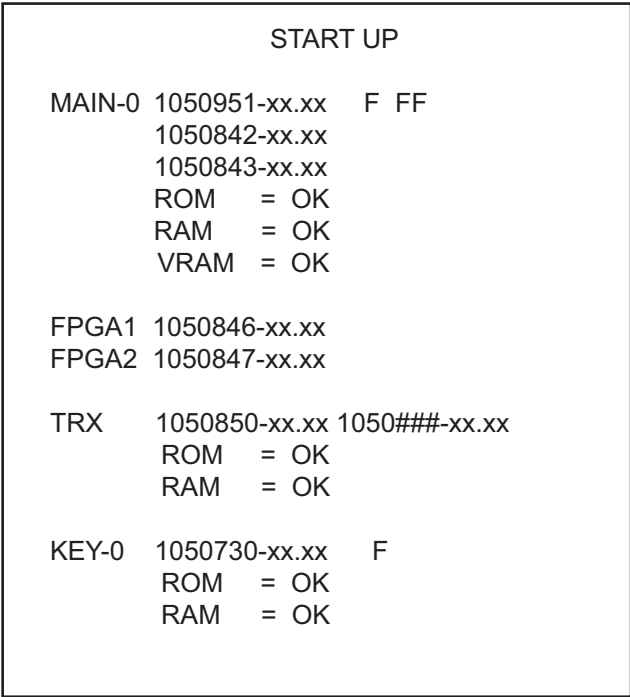 START UP
MAIN-0 1050951-xx.xx F FF
1050842-xx.xx
1050843-xx.xx
ROM = OK
RAM = OK
VRAM = OK
FPGA1 1050846-xx.xx
FPGA2 1050847-xx.xx
TRX 1050850-xx.xx 1050###-xx.xx
ROM = OK
RAM = OK
KEY-0 1050730-xx.xx F
ROM = OK
RAM = OK